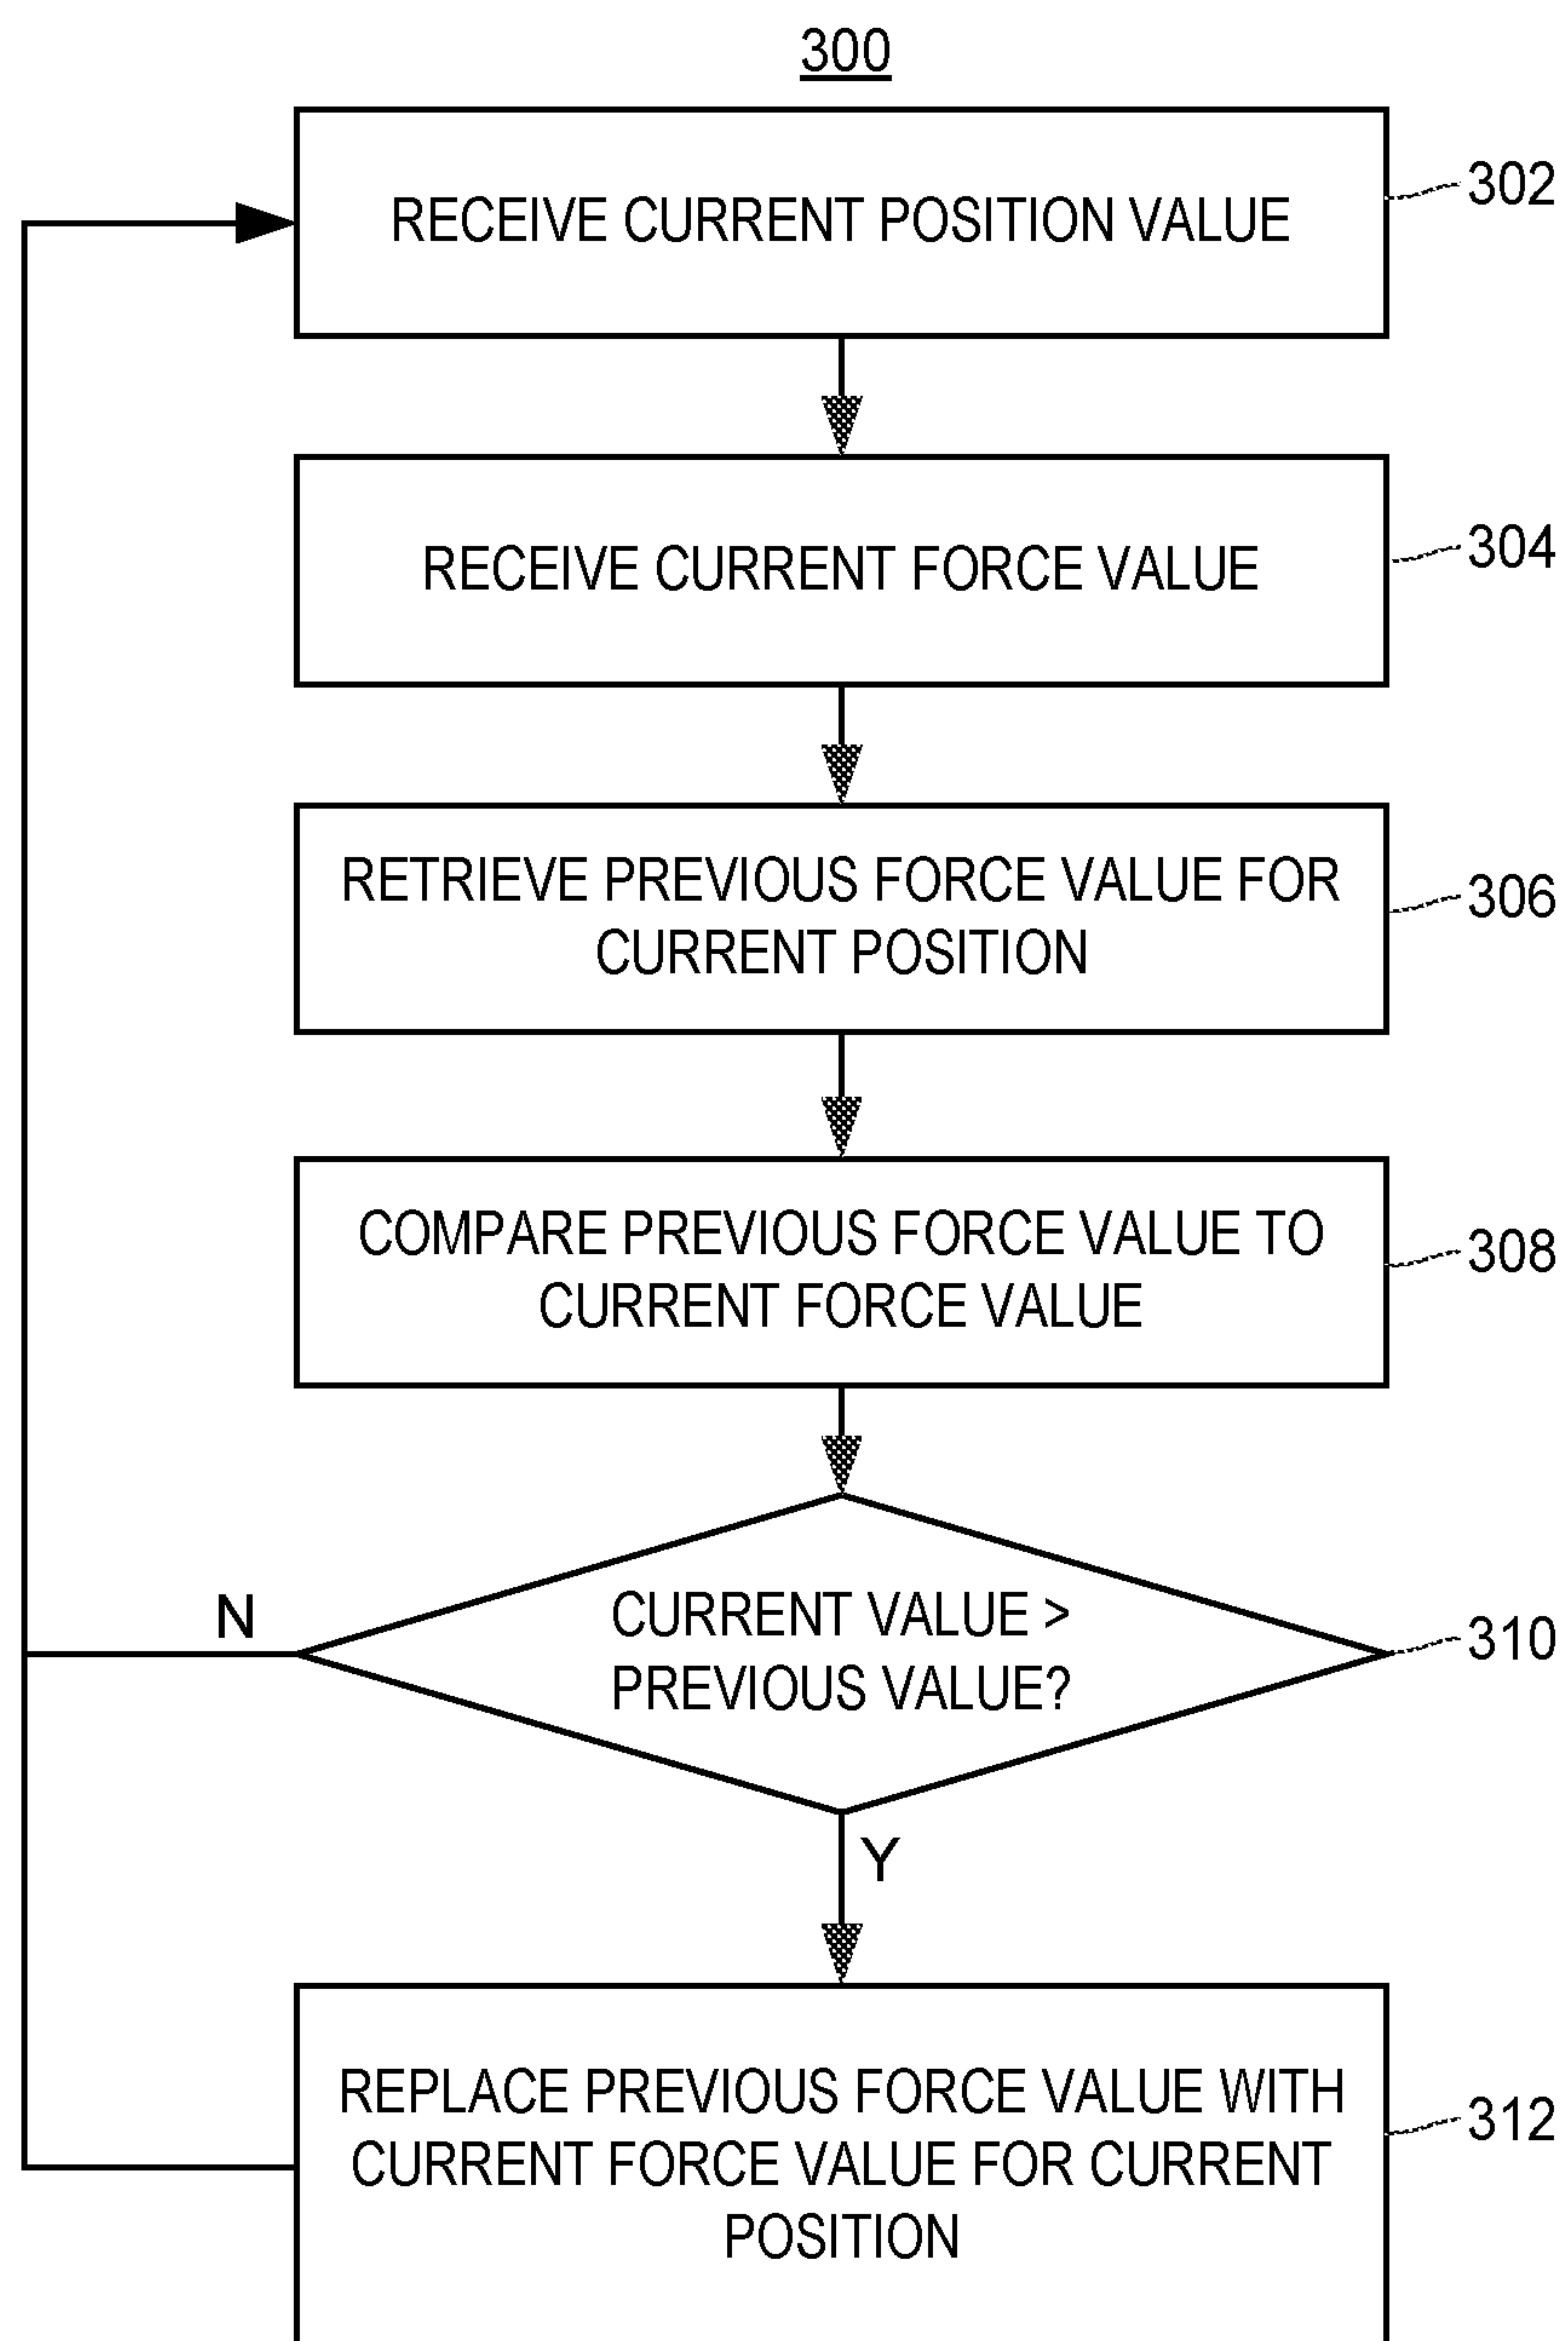 300
RECEIVE CURRENT POSITION VALUE
302
RECEIVE CURRENT FORCE VALUE
304
RETRIEVE PREVIOUS FORCE VALUE FOR
CURRENT POSITION
306
COMPARE PREVIOUS FORCE VALUE TO
CURRENT FORCE VALUE
308
CURRENT VALUE >
PREVIOUS VALUE?
310
N
Y
REPLACE PREVIOUS FORCE VALUE WITH
CURRENT FORCE VALUE FOR CURRENT
POSITION
312